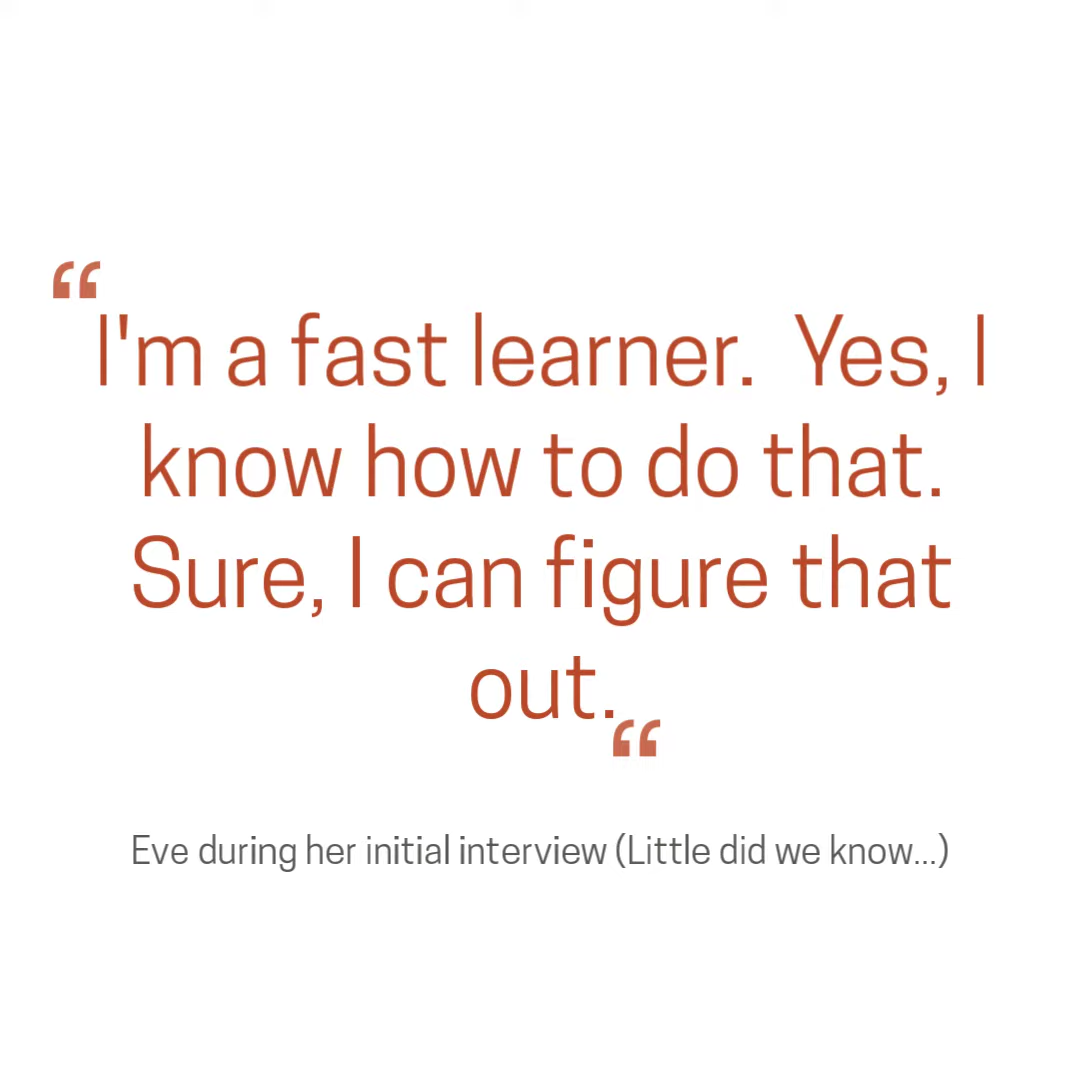 “I'm a fast learner.  Yes, I
know how to do that.
Sure, I can figure that
out.“
Eve during her initial interview (Little did we know...)